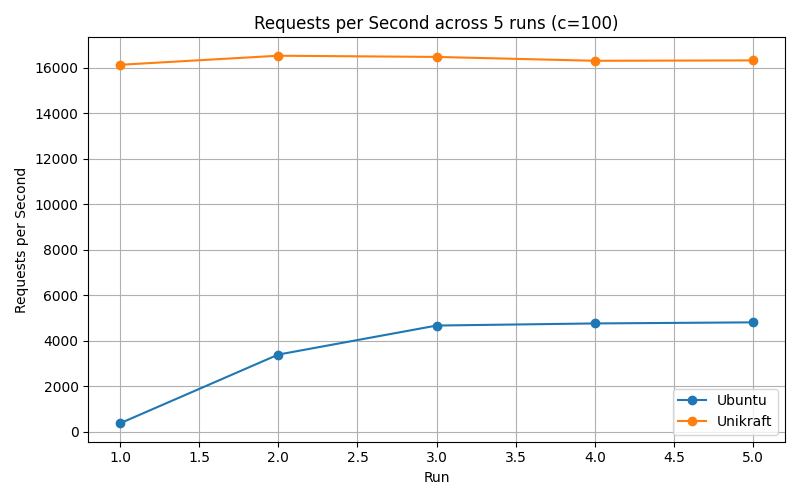 Requests per Second across 5 runs (c=100)
Requests per Second
16000
14000
12000
10000
8000
6000
4000
2000
0
Ubuntu
Unikraft
1.0 1.5 2.0 2.5 3.0 3.5 4.0 4.5 5.0
Run